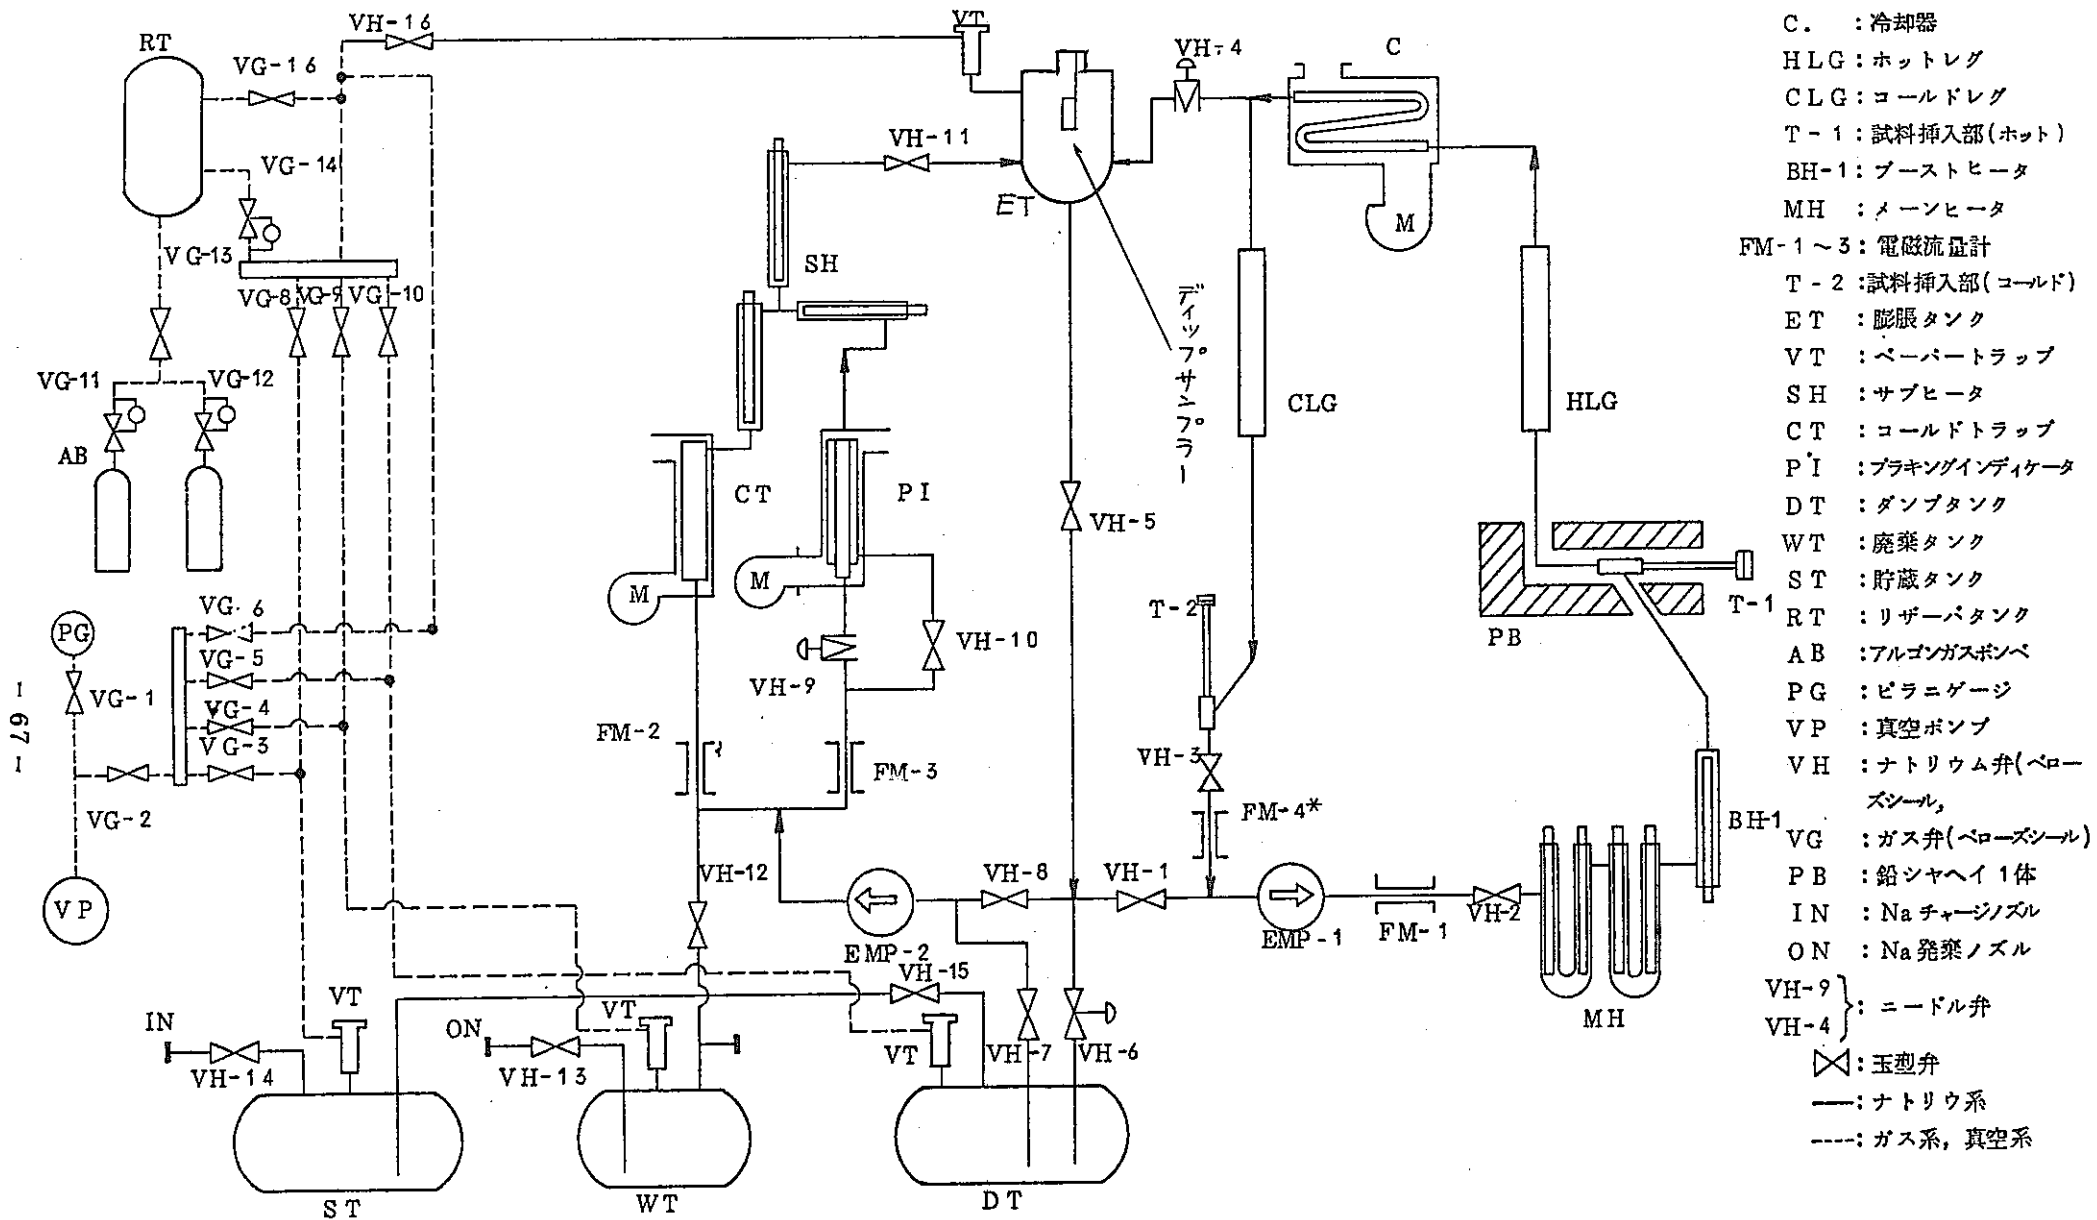 VH-16
VT
RT
VG-16
VH-4
C
VH-11
VG-14
ET
M
VG-13
SH
VG-8
VG-9
VG-10
ディップサンプラー
VG-11
VG-12
CLG
HLG
AB
CT
PI
VH-5
M
M
T-2
T-1
PB
PG
VG-6
VG-5
VG-1
VG-4
VG-3
VG-2
VP
VH-10
VH-9
FM-2
FM-3
VH-3
FM-4*
BH-1
VH-12
VH-8
VH-1
VH-2
EMP-2
EMP-1
FM-1
MH
VH-15
IN
VT
ON
VT
VT
VH-14
VH-13
VH-7
VH-6
ST
WT
DT
- 67 -
C. : 冷却器
HLG : ホットレグ
CLG : コールドレグ
T-1 : 試料挿入部(ホット)
BH-1 : ブーストヒータ
MH : メーンヒータ
FM-1~3 : 電磁流量計
T-2 : 試料挿入部(コールド)
ET : 膨脹タンク
VT : ベーパートラップ
SH : サブヒータ
CT : コールドトラップ
PI : プラキングインディケータ
DT : ダンプタンク
WT : 廃棄タンク
ST : 貯蔵タンク
RT : リザーバタンク
AB : アルゴンガスボンベ
PG : ピラニゲージ
VP : 真空ポンプ
VH : ナトリウム弁(ベロー
ズシール,
VG : ガス弁(ベローズシール)
PB : 鉛シャヘイ1体
IN : Naチャージノズル
ON : Na発棄ノズル
VH-9
VH-4 } : ニードル弁
: 玉型弁
——: ナトリウ系
----: ガス系, 真空系